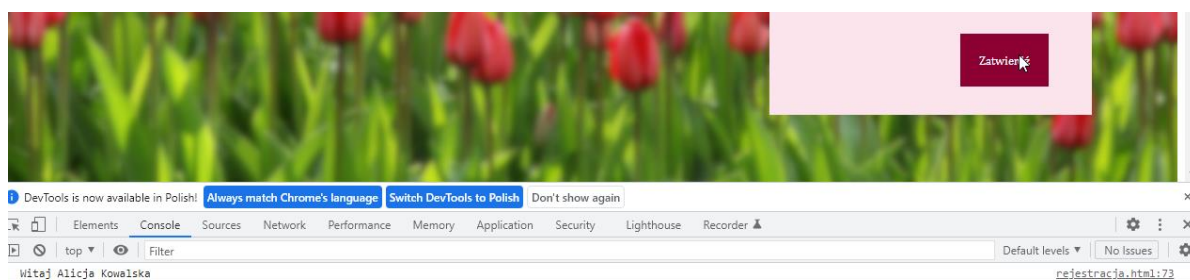 DevTools is now available in Polish! Always match Chrome's language Switch DevTools to Polish Don't show again
Elements Console Sources Network Performance Memory Application Security Lighthouse Recorder
top Filter Default levels No Issues
Witaj Alicja Kowalska rejestracja.html:73